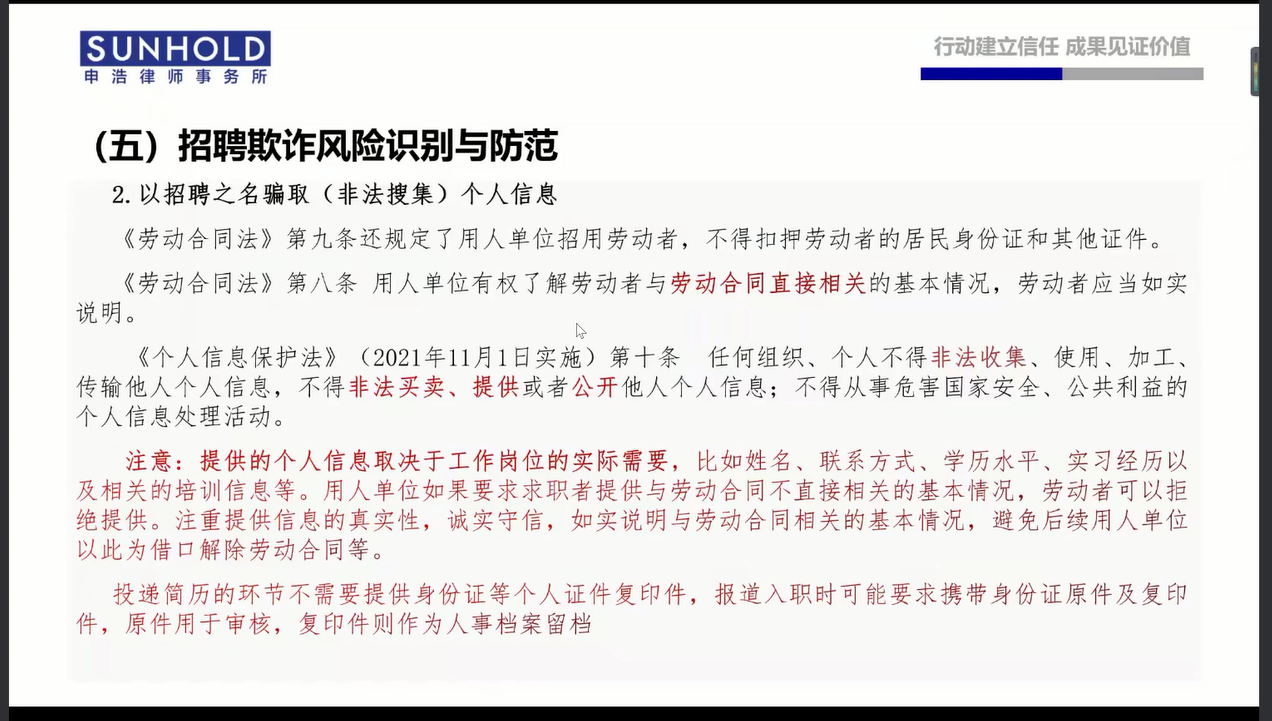 SUNHOLD
申浩律师事务所
行动建立信任 成果见证价值
（五）招聘欺诈风险识别与防范
2. 以招聘之名骗取（非法搜集）个人信息
《劳动合同法》第九条还规定了用人单位招用劳动者，不得扣押劳动者的居民身份证和其他证件。
《劳动合同法》第八条 用人单位有权了解劳动者与劳动合同直接相关的基本情况，劳动者应当如实
说明。
《个人信息保护法》（2021年11月1日实施）第十条 任何组织、个人不得非法收集、使用、加工、
传输他人个人信息，不得非法买卖、提供或者公开他人个人信息；不得从事危害国家安全、公共利益的
个人信息处理活动。
注意：提供的个人信息取决于工作岗位的实际需要，比如姓名、联系方式、学历水平、实习经历以
及相关的培训信息等。用人单位如果要求求职者提供与劳动合同不直接相关的基本情况，劳动者可以拒
绝提供。注重提供信息的真实性，诚实守信，如实说明与劳动合同相关的基本情况，避免后续用人单位
以此为借口解除劳动合同等。
投递简历的环节不需要提供身份证等个人证件复印件，报道入职时可能要求携带身份证原件及复印
件，原件用于审核，复印件则作为人事档案留档